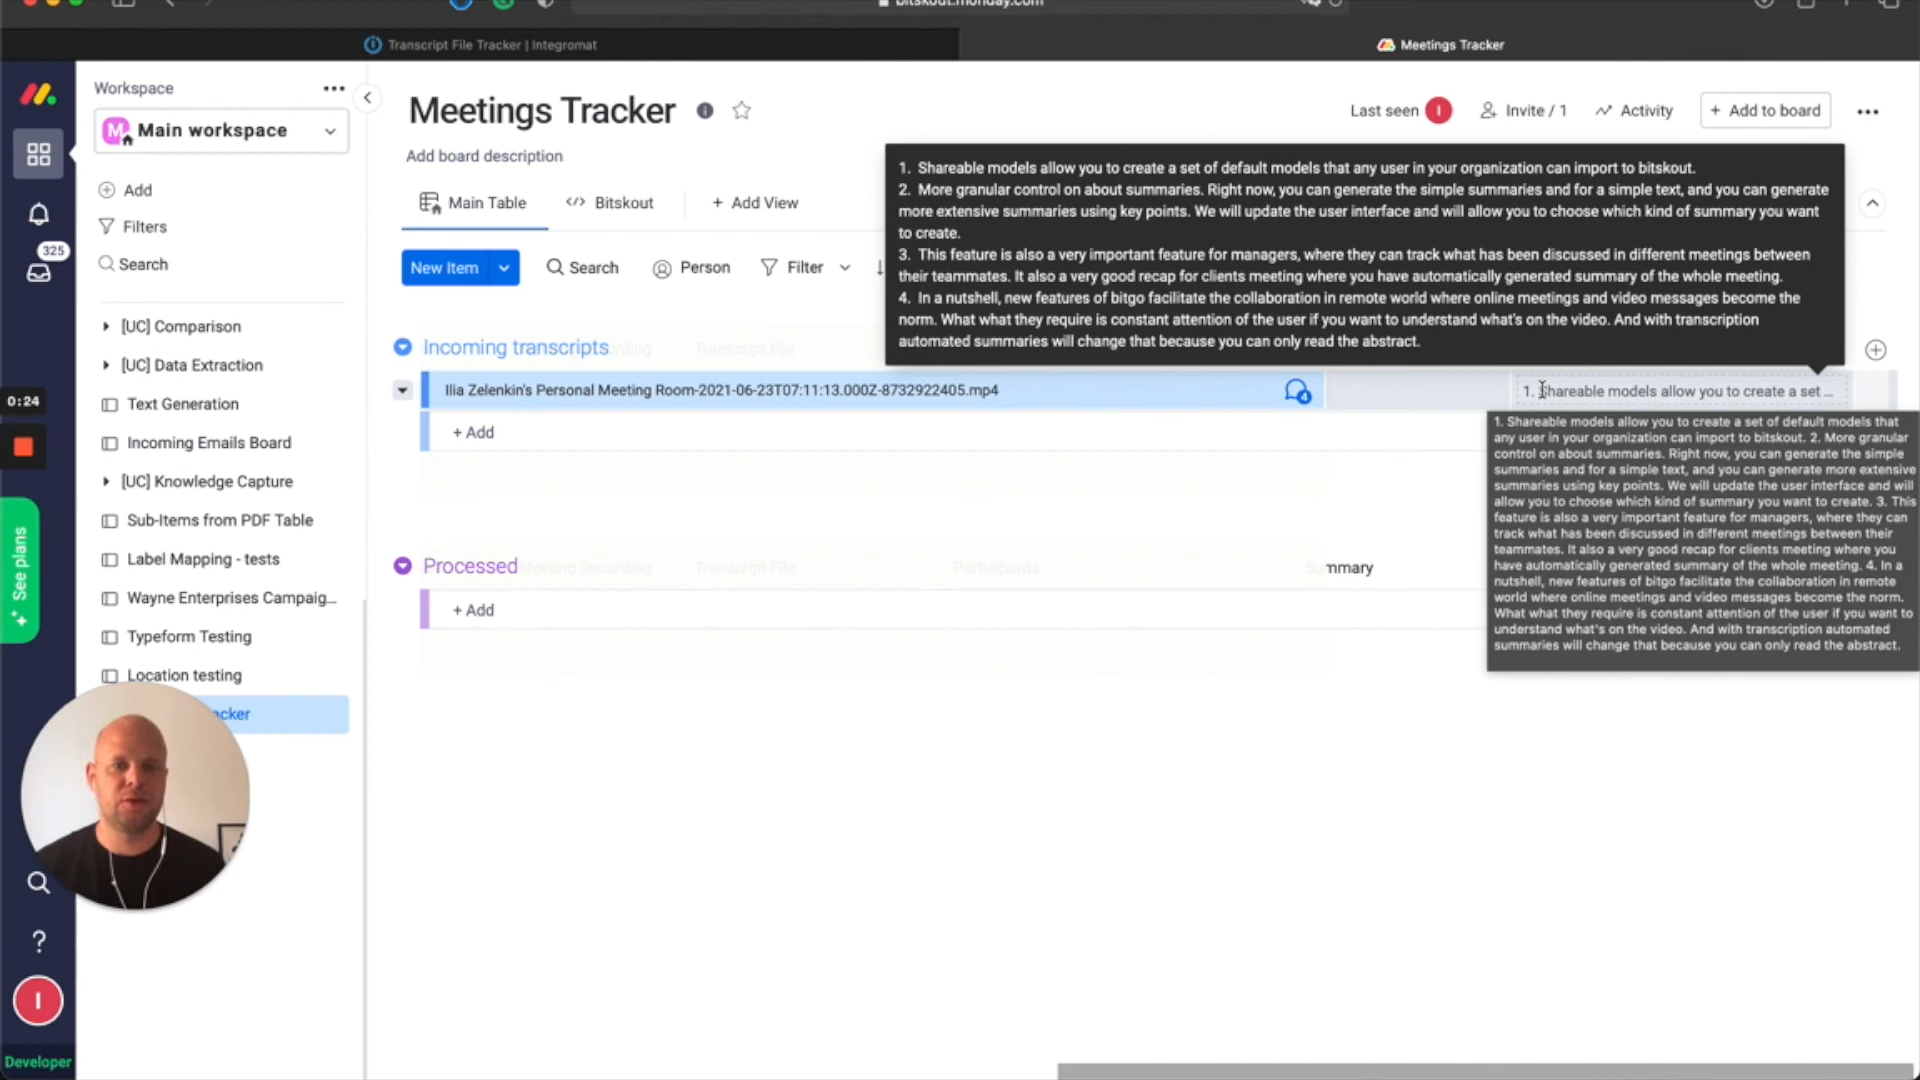 bitskout.monday.com
Transcript File Tracker | Integromat
Meetings Tracker
Workspace
M
Main workspace
Add
Filters
Search
325
[UC] Comparison
[UC] Data Extraction
Text Generation
Incoming Emails Board
[UC] Knowledge Capture
Sub-Items from PDF Table
Label Mapping - tests
Wayne Enterprises Campaig...
Typeform Testing
Location testing
acker
0:24
See plans
?
I
Developer
Meetings Tracker
Last seen
I
Invite / 1
Activity
+ Add to board
Add board description
Main Table
Bitskout
+ Add View
New Item
Search
Person
Filter
1. Shareable models allow you to create a set of default models that any user in your organization can import to bitskout.
2. More granular control on about summaries. Right now, you can generate the simple summaries and for a simple text, and you can generate
more extensive summaries using key points. We will update the user interface and will allow you to choose which kind of summary you want
to create.
3. This feature is also a very important feature for managers, where they can track what has been discussed in different meetings between
their teammates. It also a very good recap for clients meeting where you have automatically generated summary of the whole meeting.
4. In a nutshell, new features of bitgo facilitate the collaboration in remote world where online meetings and video messages become the
norm. What what they require is constant attention of the user if you want to understand what's on the video. And with transcription
automated summaries will change that because you can only read the abstract.
Incoming transcripts
Transcript File
Ilia Zelenkin's Personal Meeting Room-2021-06-23T07:11:13.000Z-8732922405.mp4
4
1. Shareable models allow you to create a set ...
+ Add
1. Shareable models allow you to create a set of default models that
any user in your organization can import to bitskout. 2. More granular
control on about summaries. Right now, you can generate the simple
summaries and for a simple text, and you can generate more extensive
summaries using key points. We will update the user interface and will
allow you to choose which kind of summary you want to create. 3. This
feature is also a very important feature for managers, where they can
track what has been discussed in different meetings between their
teammates. It also a very good recap for clients meeting where you
have automatically generated summary of the whole meeting. 4. In a
nutshell, new features of bitgo facilitate the collaboration in remote
world where online meetings and video messages become the norm.
What what they require is constant attention of the user if you want to
understand what's on the video. And with transcription automated
summaries will change that because you can only read the abstract.
Processed
Meeting Recording
Transcript File
Participants
Summary
+ Add